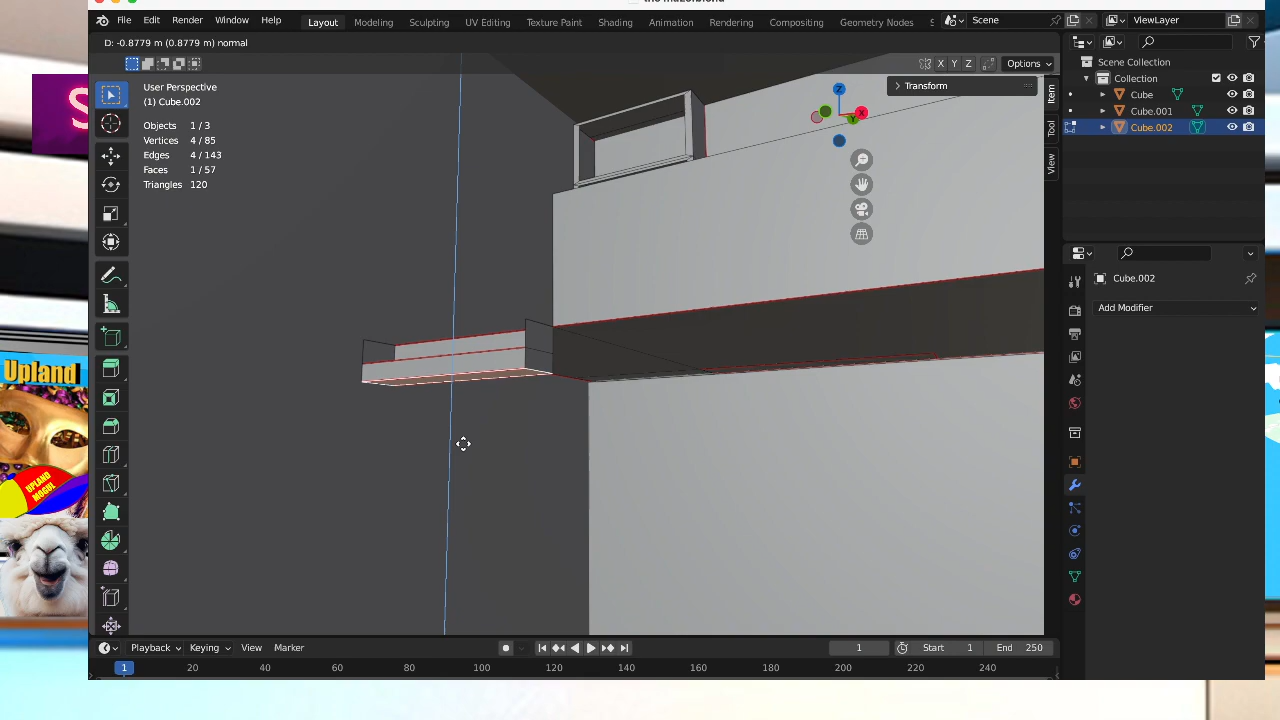 File Edit Render Window Help
Layout Modeling Sculpting UV Editing Texture Paint Shading Animation Rendering Compositing Geometry Nodes
Scene
ViewLayer
D: -0.8779 m (0.8779 m) normal
X Y Z
Options
User Perspective
(1) Cube.002
Objects 1 / 3
Vertices 4 / 85
Edges 4 / 143
Faces 1 / 57
Triangles 120
Transform
Z
X
Y
Item
Tool
View
Scene Collection
Collection
Cube
Cube.001
Cube.002
Cube.002
Add Modifier
Upland
UPLAND
MOGUL
Playback Keying View Marker
1
Start 1
End 250
1 20 40 60 80 100 120 140 160 180 200 220 240